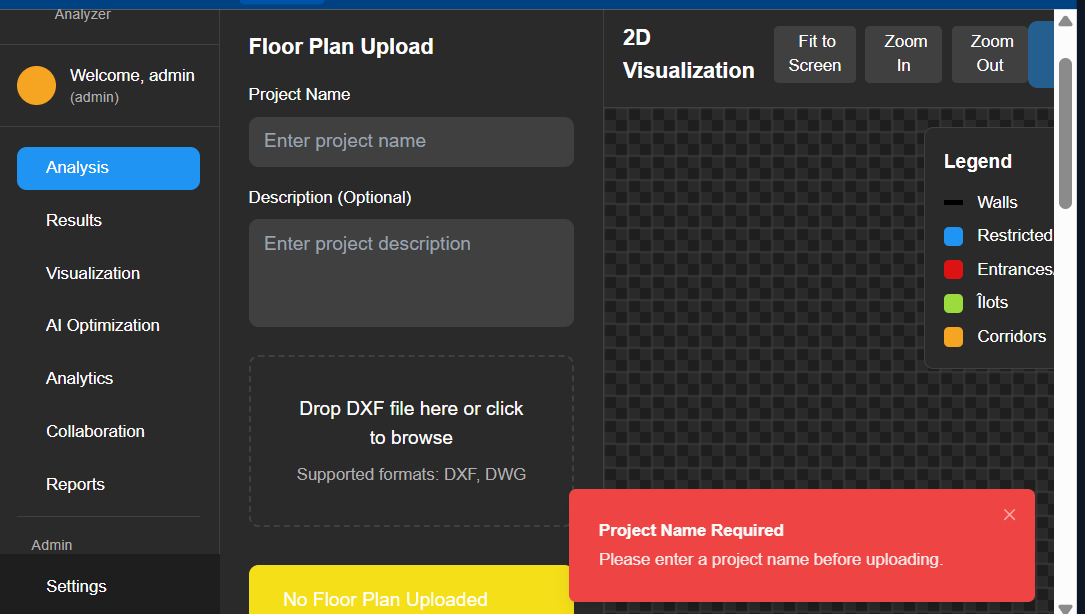 Analyzer
Welcome, admin
(admin)
Analysis
Results
Visualization
AI Optimization
Analytics
Collaboration
Reports
Admin
Settings
Floor Plan Upload
Project Name
Enter project name
Description (Optional)
Enter project description
Drop DXF file here or click
to browse
Supported formats: DXF, DWG
No Floor Plan Uploaded
2D
Visualization
Fit to
Screen
Zoom
In
Zoom
Out
Legend
Walls
Restricted
Entrances/
Îlots
Corridors
Project Name Required
Please enter a project name before uploading.